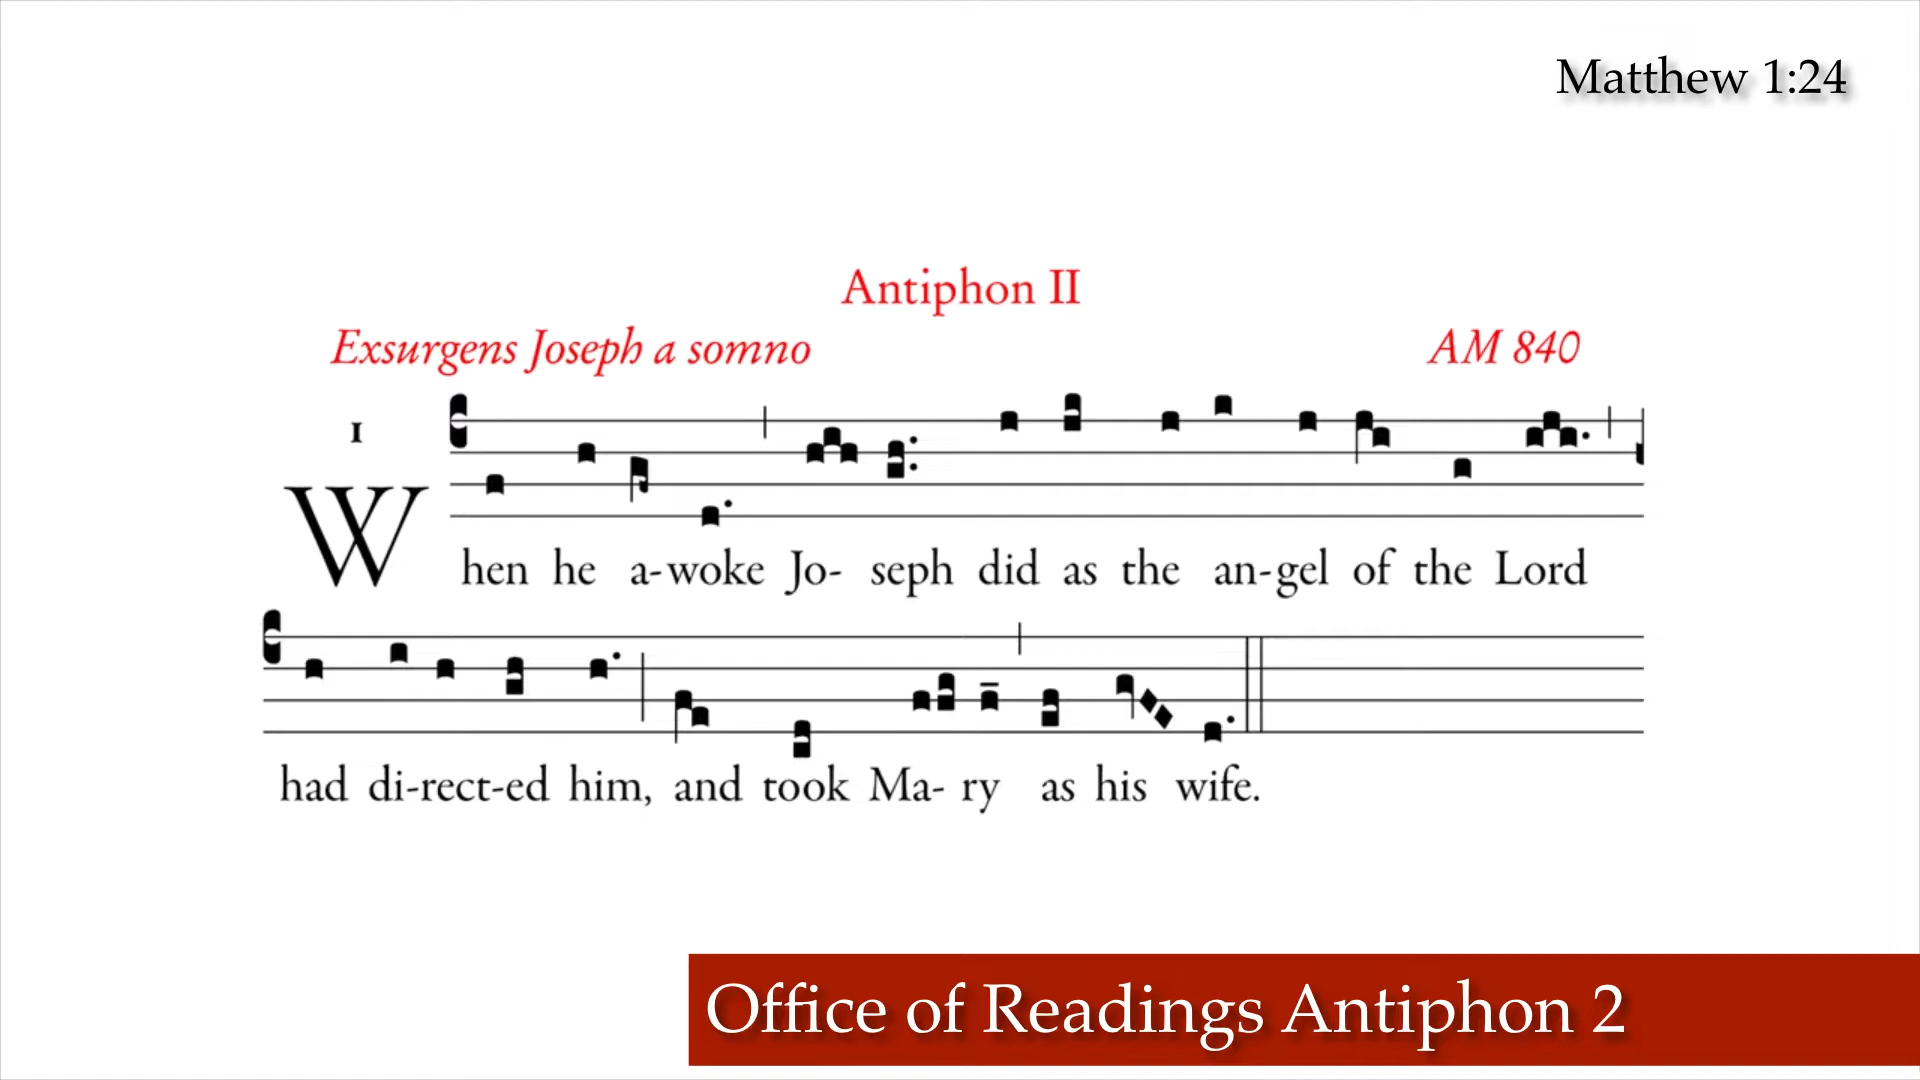 Matthew 1:24
Antiphon II
Exsurgens Joseph a somno AM 840
I
When he a-woke Jo- seph did as the an-gel of the Lord
had di-rect-ed him, and took Ma- ry as his wife.
Office of Readings Antiphon 2